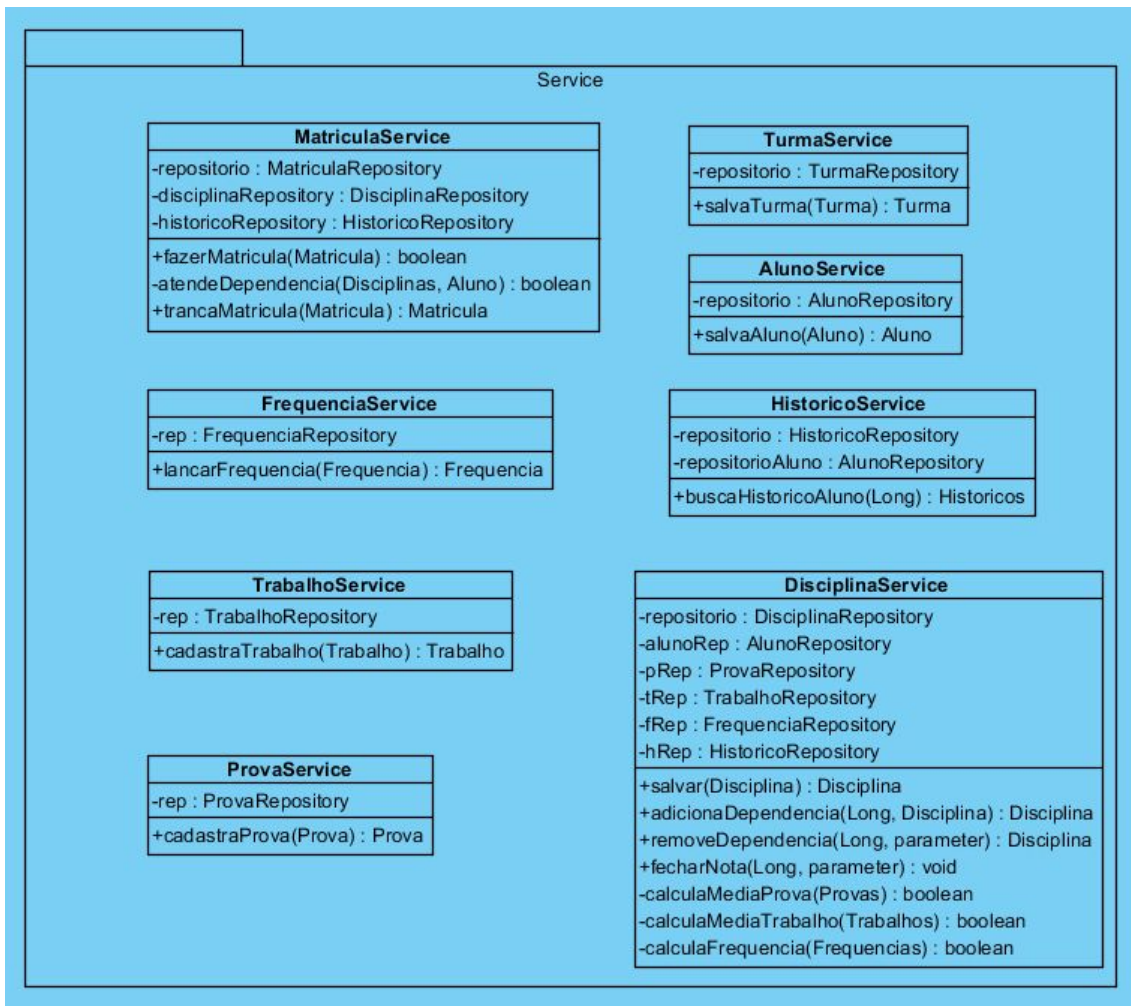 Service
MatriculaService
-repositorio : MatriculaRepository
-disciplinaRepository : DisciplinaRepository
-historicoRepository : HistoricoRepository
+fazerMatricula(Matricula) : boolean
-atendeDependencia(Disciplinas, Aluno) : boolean
+trancaMatricula(Matricula) : Matricula
TurmaService
-repositorio : TurmaRepository
+salvaTurma(Turma) : Turma
AlunoService
-repositorio : AlunoRepository
+salvaAluno(Aluno) : Aluno
FrequenciaService
-rep : FrequenciaRepository
+lancarFrequencia(Frequencia) : Frequencia
HistoricoService
-repositorio : HistoricoRepository
-repositorioAluno : AlunoRepository
+buscaHistoricoAluno(Long) : Historicos
TrabalhoService
-rep : TrabalhoRepository
+cadastraTrabalho(Trabalho) : Trabalho
ProvaService
-rep : ProvaRepository
+cadastraProva(Prova) : Prova
DisciplinaService
-repositorio : DisciplinaRepository
-alunoRep : AlunoRepository
-pRep : ProvaRepository
-tRep : TrabalhoRepository
-fRep : FrequenciaRepository
-hRep : HistoricoRepository
+salvar(Disciplina) : Disciplina
+adicionaDependencia(Long, Disciplina) : Disciplina
+removeDependencia(Long, parameter) : Disciplina
+fecharNota(Long, parameter) : void
-calculaMediaProva(Provas) : boolean
-calculaMediaTrabalho(Trabalhos) : boolean
-calculaFrequencia(Frequencias) : boolean